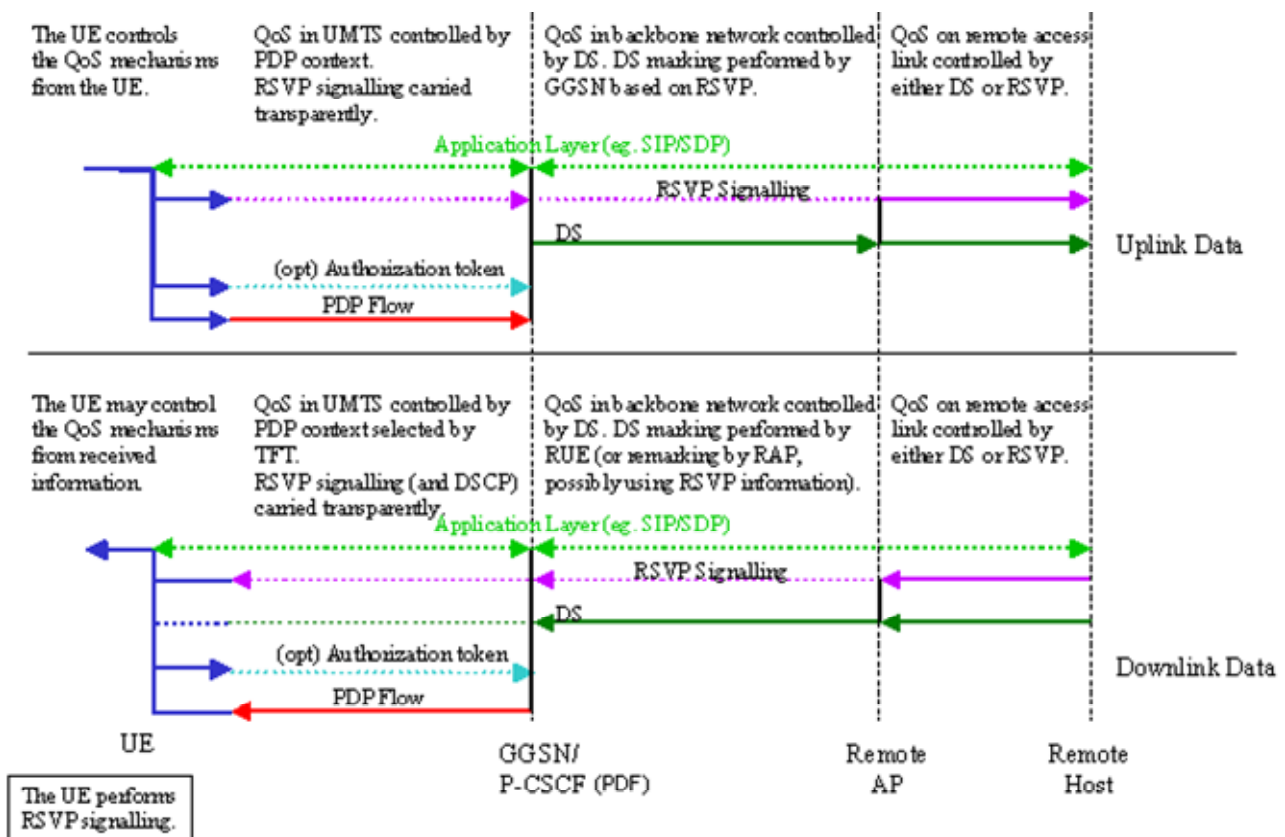 The UE controls
the QoS mechanisms
from the UE.
QoS in UMTS controlled by
PDP context.
RSVP signalling carried
transparently.
QoS in backbone network controlled
by DS. DS marking performed by
GGSN based on RSVP.
QoS on remote access
link controlled by
either DS or RSVP.
Application Layer (eg. SIP/SDP)
RSVP Signalling
DS
Uplink Data
(opt) Authorization token
PDP Flow
The UE may control
the QoS mechanisms
from received
information.
QoS in UMTS controlled by
PDP context selected by
TFT.
RSVP signalling (and DSCP)
carried transparently.
QoS in backbone network controlled
by DS. DS marking performed by
RUE (or remarking by RAP,
possibly using RSVP information).
QoS on remote access
link controlled by
either DS or RSVP.
Application Layer (eg. SIP/SDP)
RSVP Signalling
DS
(opt) Authorization token
Downlink Data
PDP Flow
UE
GGSN/
P-CSCF (PDF)
Remote
AP
Remote
Host
The UE performs
RSVP signalling.